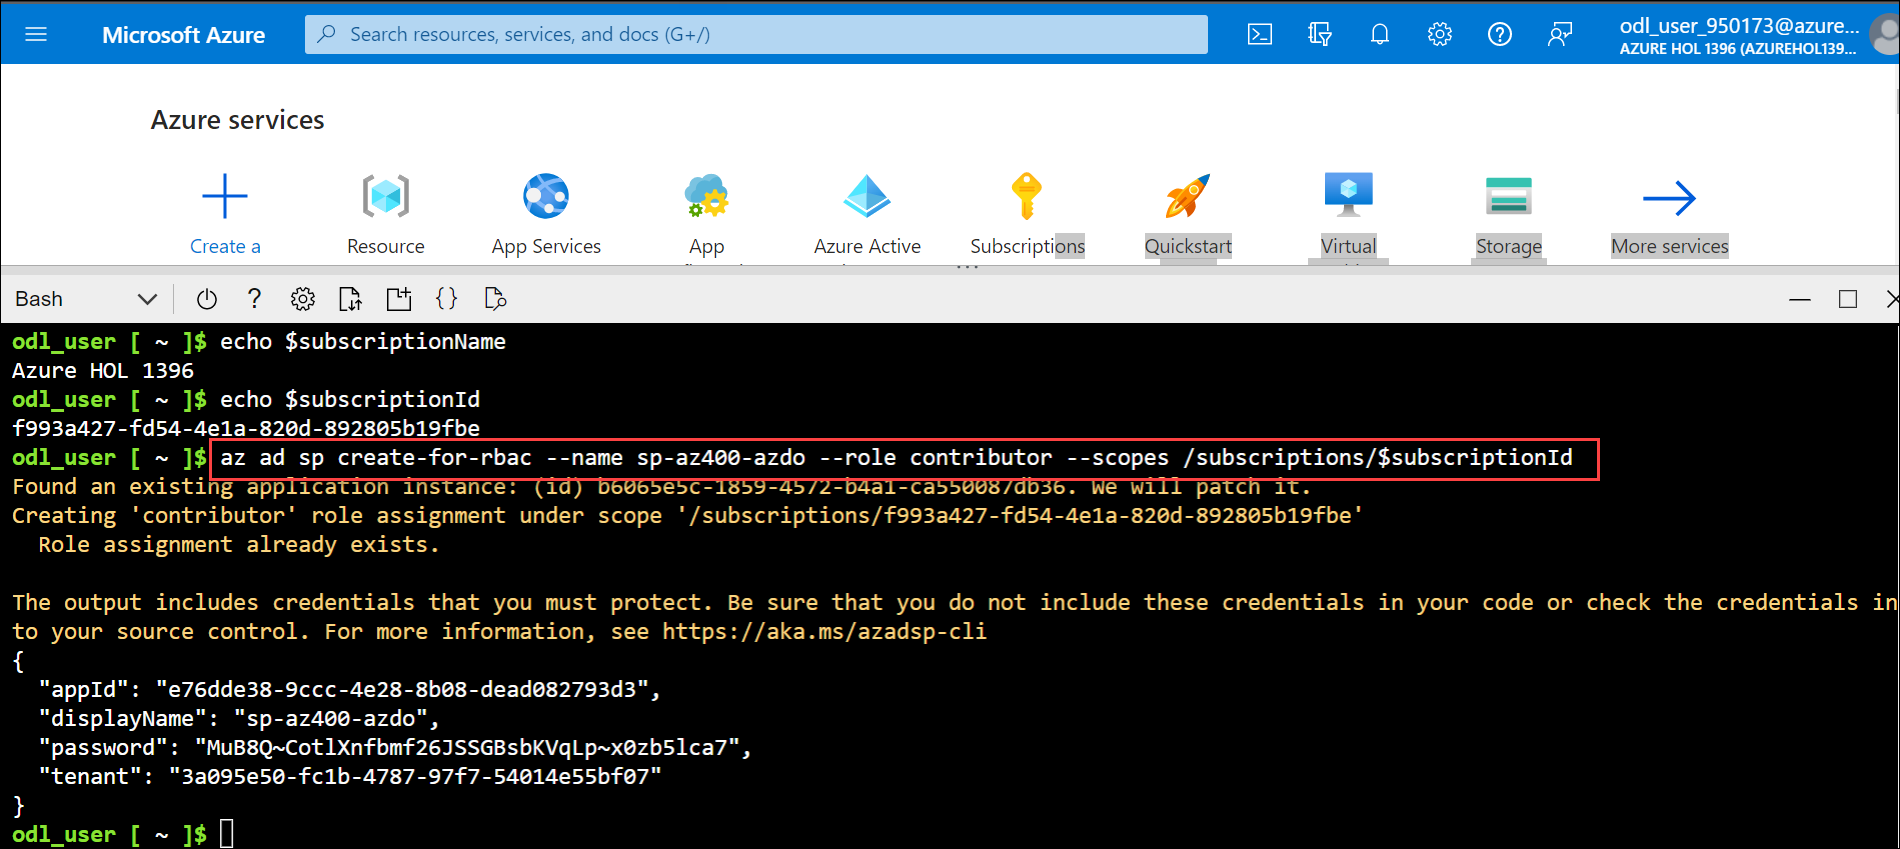 Microsoft Azure
Search resources, services, and docs (G+/)
odl_user_950173@azure...
AZURE HOL 1396 (AZUREHOL139...
Azure services
Create a
Resource
App Services
App
Azure Active
Subscriptions
Quickstart
Virtual
Storage
More services
Bash
odl_user [ ~ ]$ echo $subscriptionName
Azure HOL 1396
odl_user [ ~ ]$ echo $subscriptionId
f993a427-fd54-4e1a-820d-892805b19fbe
odl_user [ ~ ]$ az ad sp create-for-rbac --name sp-az400-azdo --role contributor --scopes /subscriptions/$subscriptionId
Found an existing application instance: (id) b6065e5c-1859-4572-b4a1-ca550087db36. We will patch it.
Creating 'contributor' role assignment under scope '/subscriptions/f993a427-fd54-4e1a-820d-892805b19fbe'
Role assignment already exists.
The output includes credentials that you must protect. Be sure that you do not include these credentials in your code or check the credentials in
to your source control. For more information, see https://aka.ms/azadsp-cli
{
"appId": "e76dde38-9ccc-4e28-8b08-dead082793d3",
"displayName": "sp-az400-azdo",
"password": "MuB8Q~CotlXnfbmf26JSSGBsbKVqLp~x0zb5lca7",
"tenant": "3a095e50-fc1b-4787-97f7-54014e55bf07"
}
odl_user [ ~ ]$